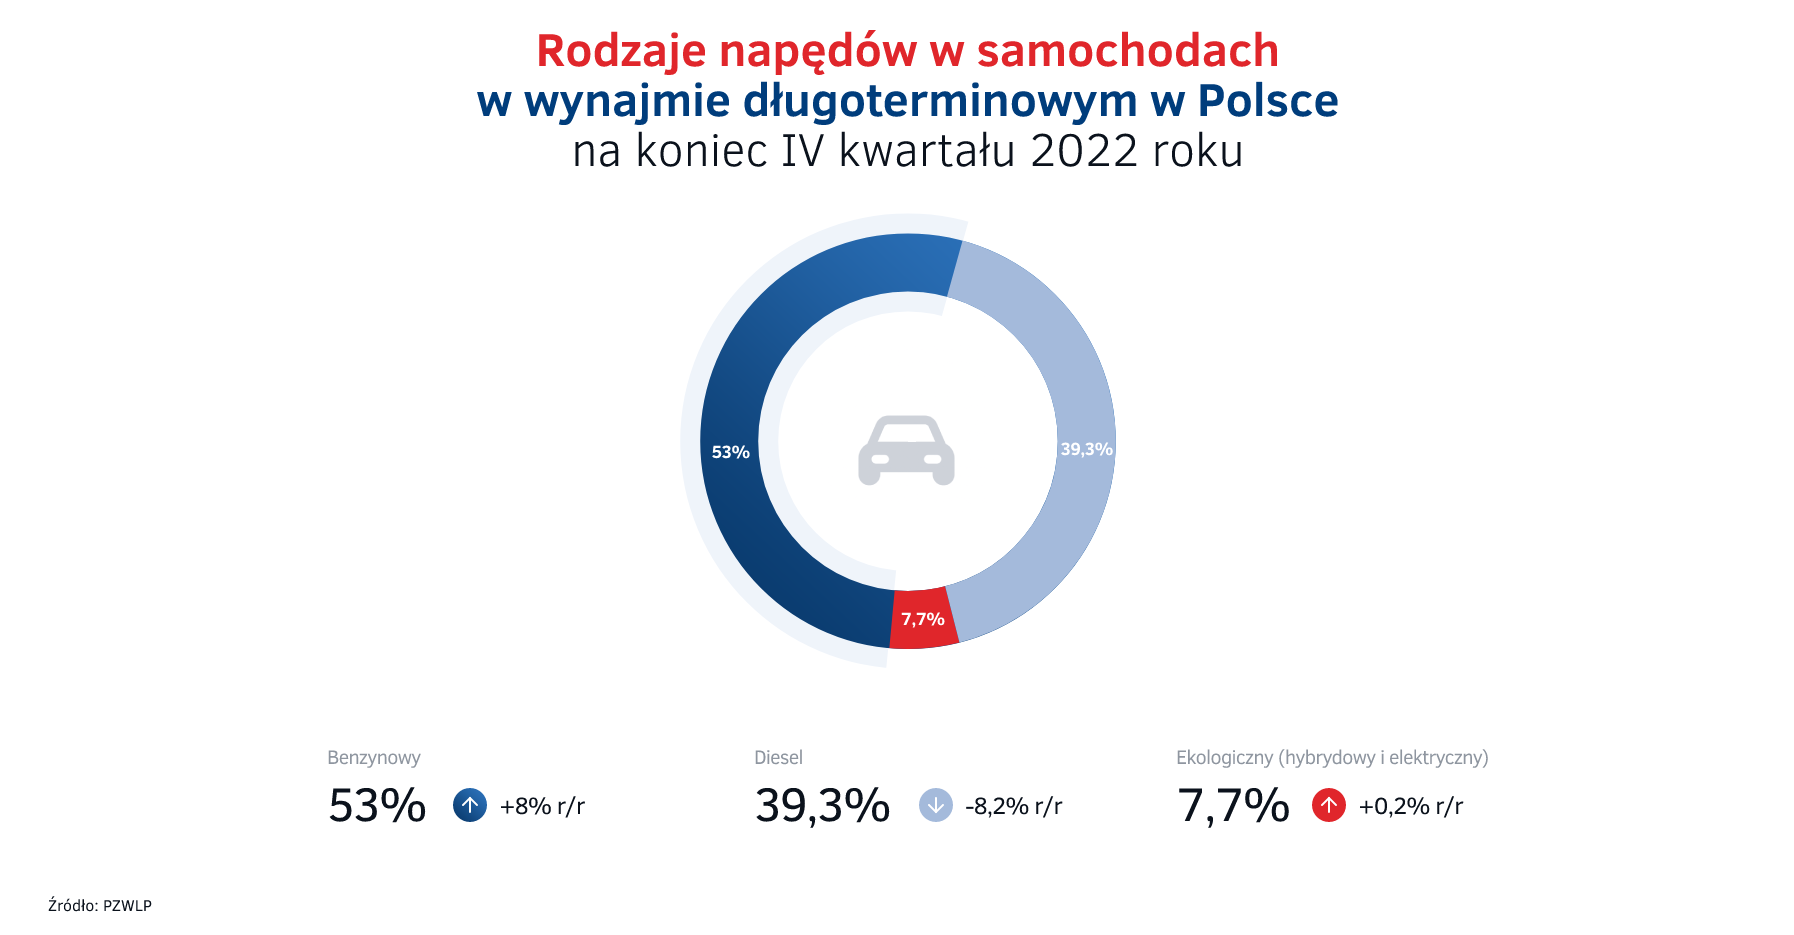 Rodzaje napędów w samochodach
w wynajmie długoterminowym w Polsce
na koniec IV kwartału 2022 roku
53%
39,3%
7,7%
Benzynowy
53% +8% r/r
Diesel
39,3% -8,2% r/r
Ekologiczny (hybrydowy i elektryczny)
7,7% +0,2% r/r
Źródło: PZWLP